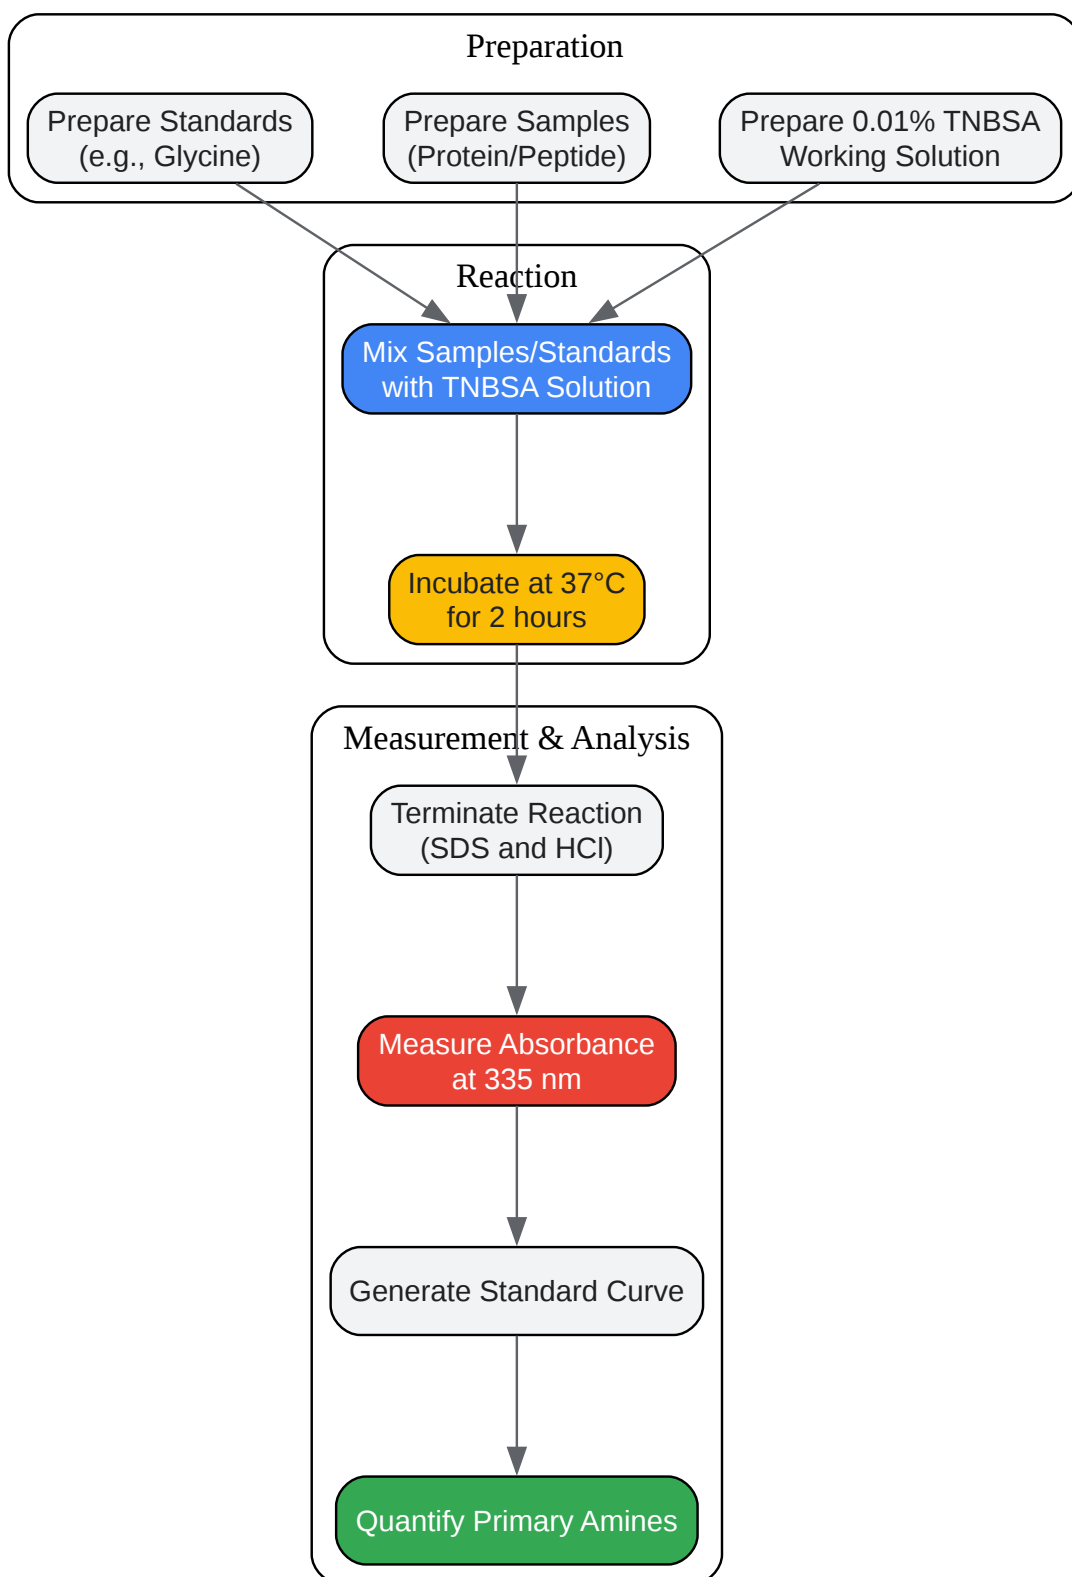 Preparation
Prepare Standards
(e.g., Glycine)
Prepare Samples
(Protein/Peptide)
Prepare 0.01% TNBSA
Working Solution
Reaction
Mix Samples/Standards
with TNBSA Solution
Incubate at 37°C
for 2 hours
Measurement & Analysis
Terminate Reaction
(SDS and HCl)
Measure Absorbance
at 335 nm
Generate Standard Curve
Quantify Primary Amines